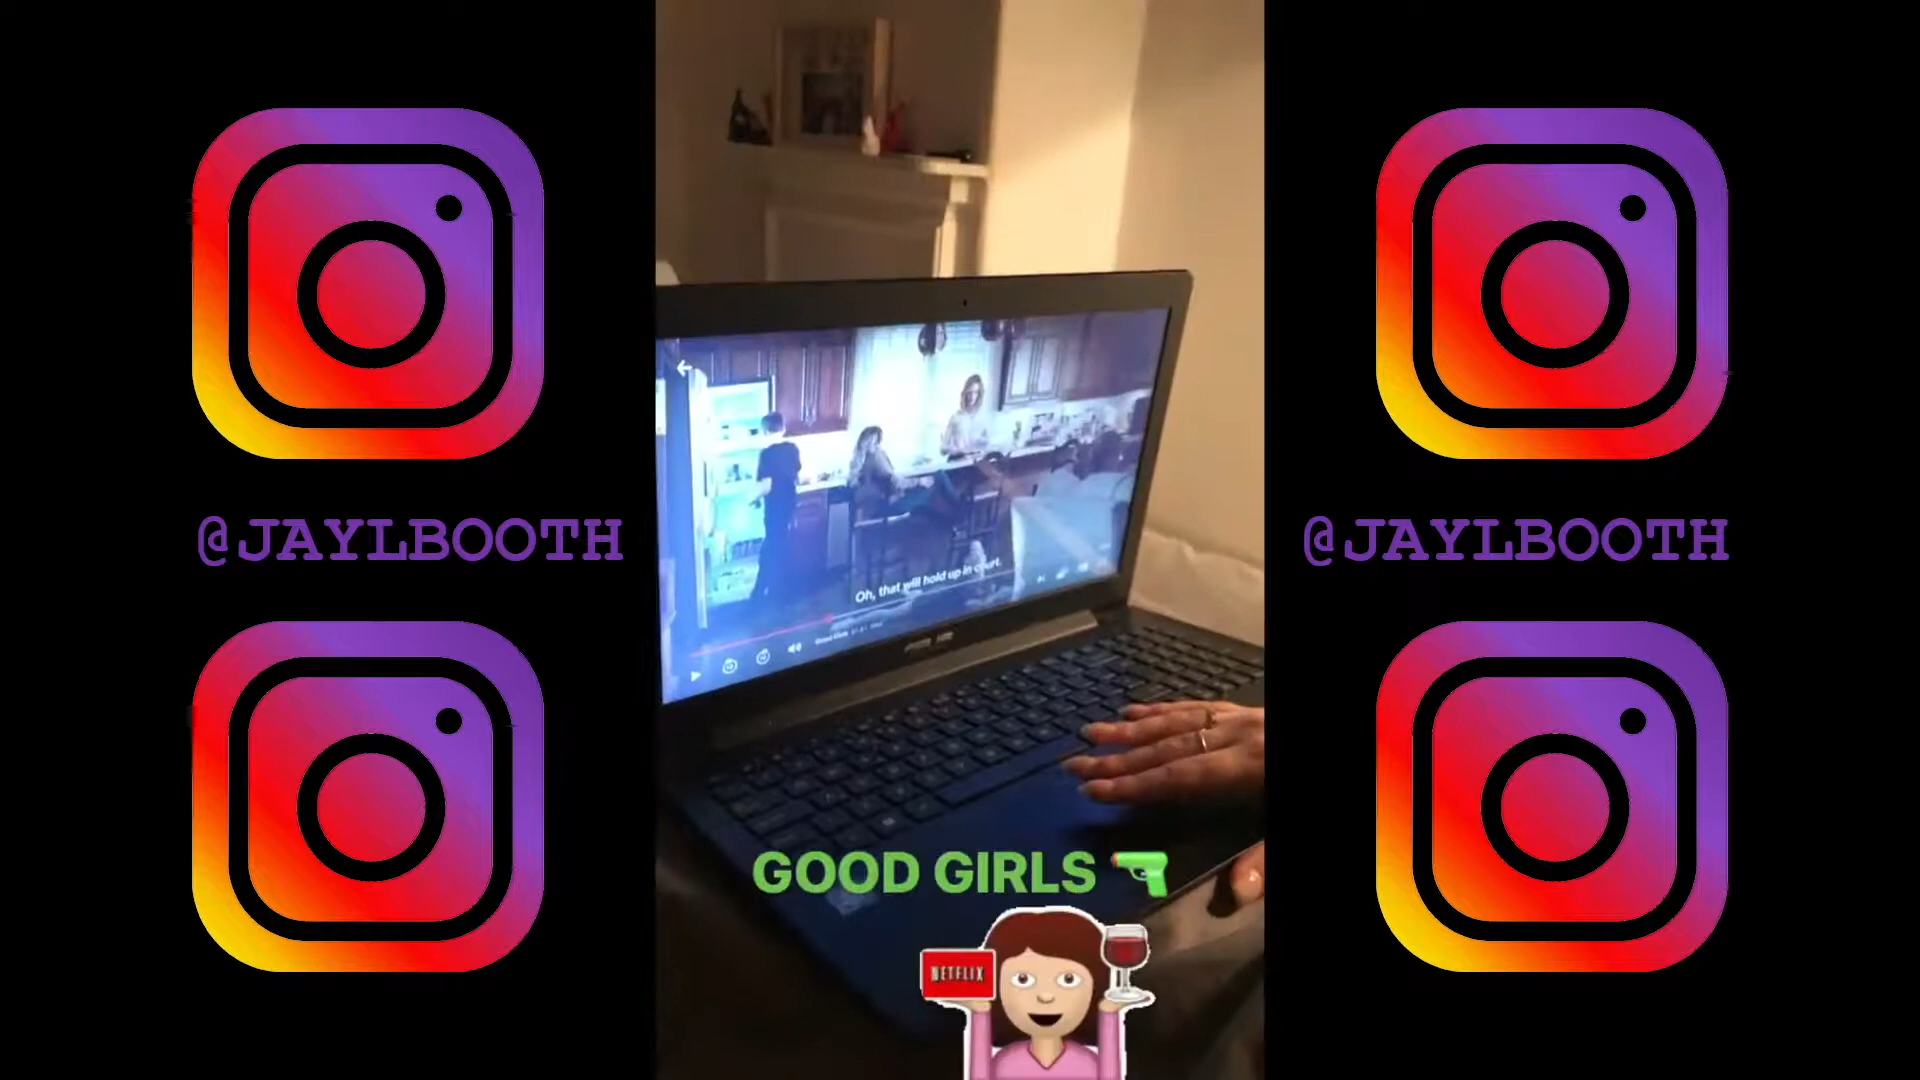 @JAYLBOOTH
@JAYLBOOTH
Oh, that will hold up in court.
GOOD GIRLS
NETFLIX